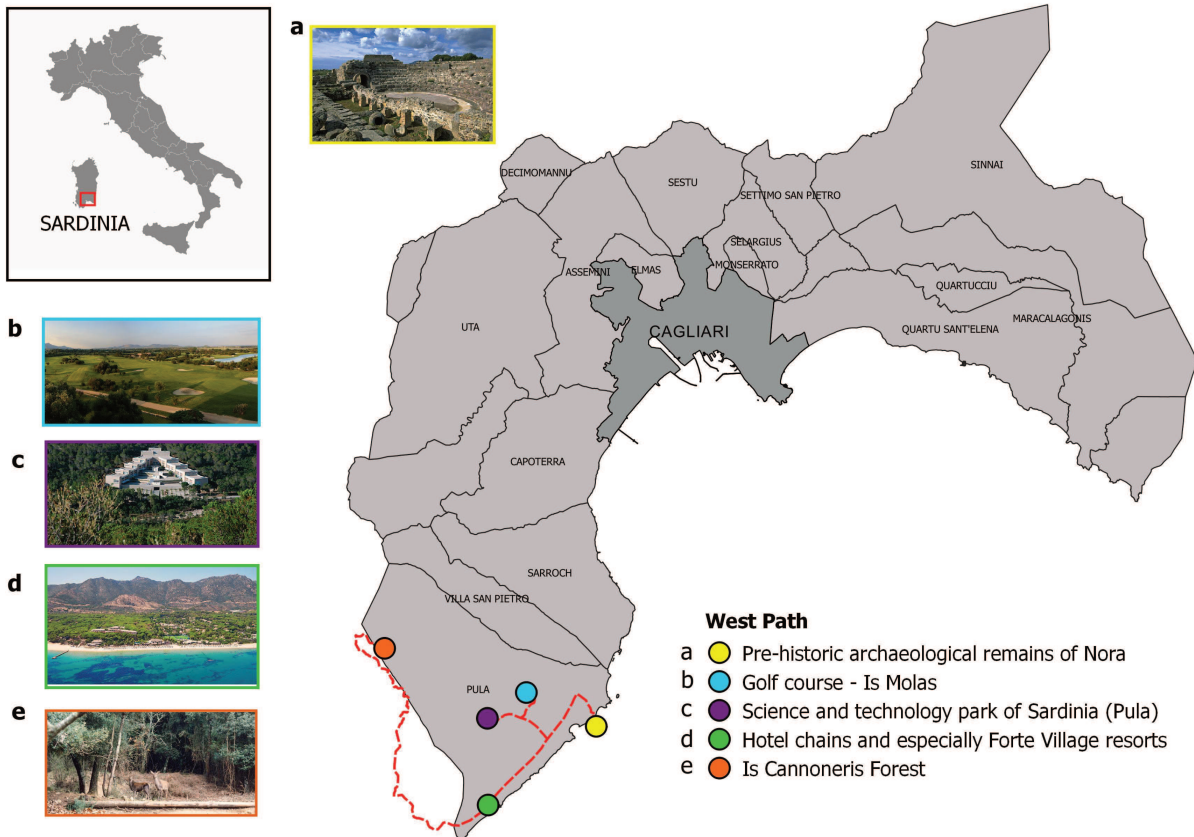 SARDINIA
a
b
c
d
e
DECIMOMANNU
SESTU
SETTIMO SAN PIETRO
SINNAI
SELARGIUS
MONSERRATO
ASSEMINI
ELMAS
QUARTUCCIU
UTA
CAGLIARI
QUARTU SANT'ELENA
MARACALAGONIS
CAPOTERRA
SARROCH
VILLA SAN PIETRO
PULA
West Path
a Pre-historic archaeological remains of Nora
b Golf course - Is Molas
c Science and technology park of Sardinia (Pula)
d Hotel chains and especially Forte Village resorts
e Is Cannoneris Forest